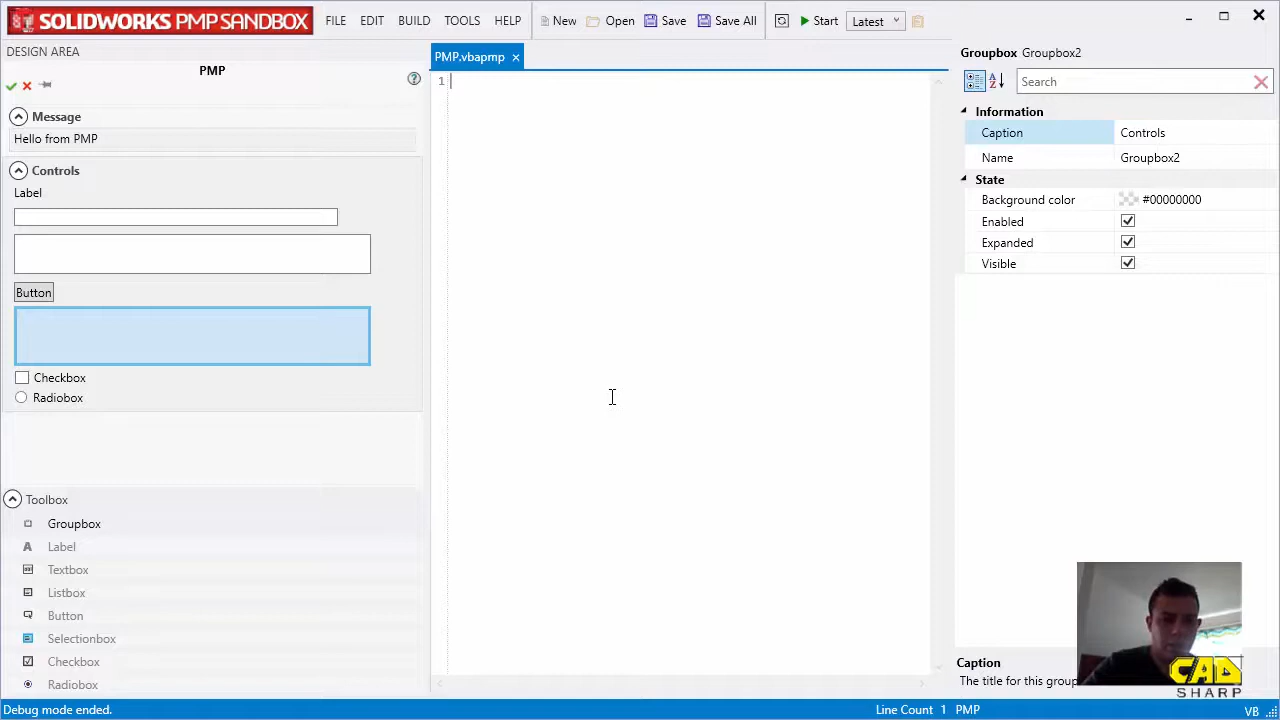 SOLIDWORKS PMP SANDBOX
FILE EDIT BUILD TOOLS HELP New Open Save Save All Start Latest
DESIGN AREA
PMP
Message
Hello from PMP
Controls
Label
Button
Checkbox
Radiobox
Toolbox
Groupbox
A Label
Textbox
Listbox
Button
Selectionbox
Checkbox
Radiobox
PMP.vbapmp ×
1
Groupbox Groupbox2
Search
Information
Caption Controls
Name Groupbox2
State
Background color #00000000
Enabled
Expanded
Visible
Caption
The title for this group
CAD
SHARP
Debug mode ended. Line Count 1 PMP VB